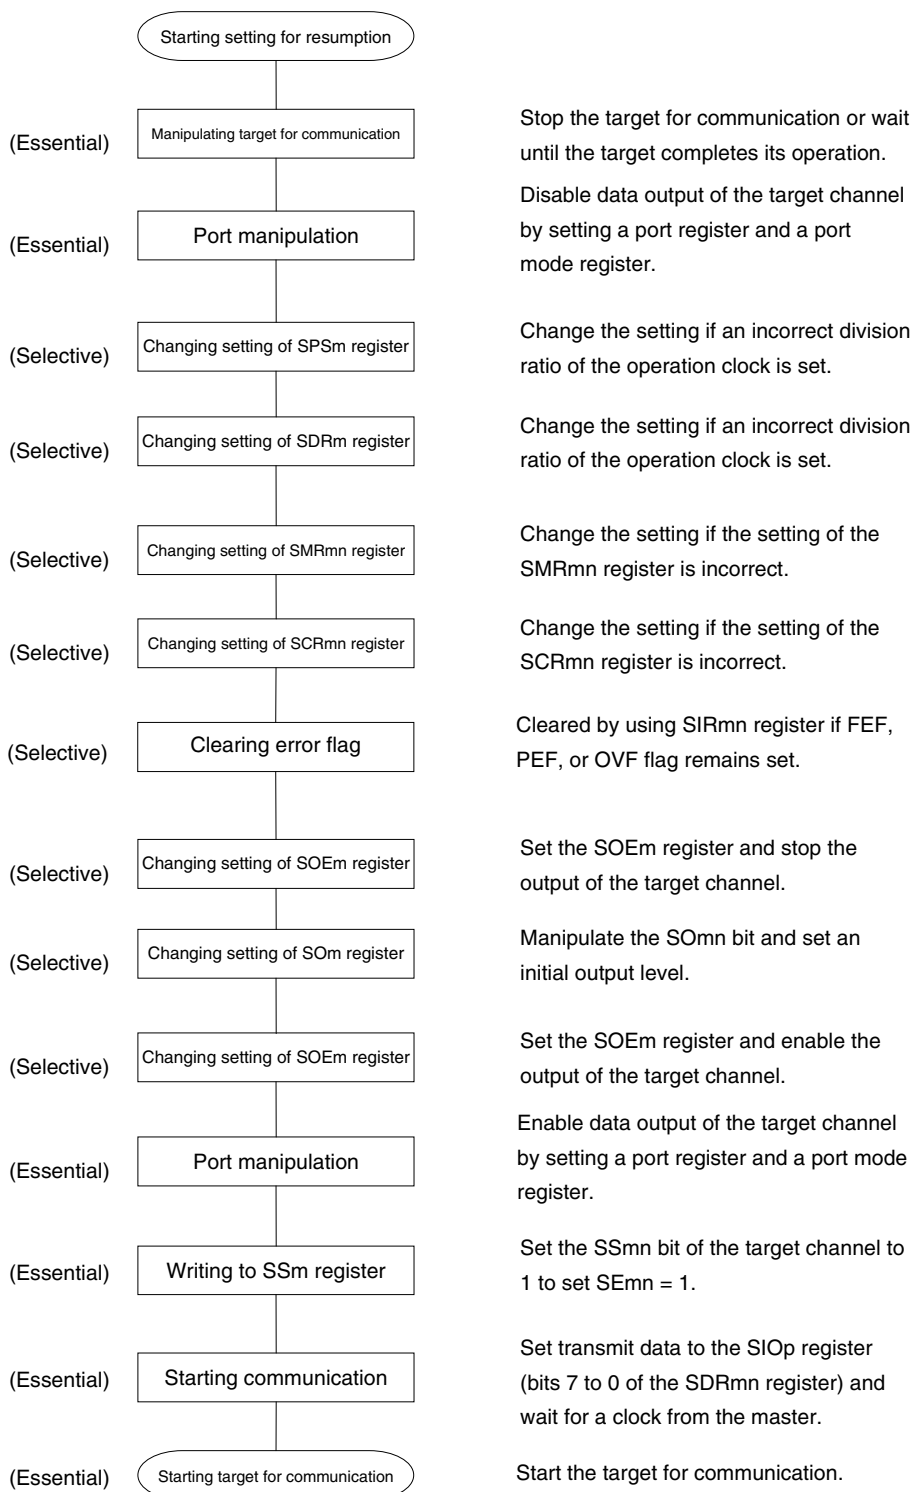 Starting setting for resumption
(Essential)
Manipulating target for communication
Stop the target for communication or wait
until the target completes its operation.
(Essential)
Port manipulation
Disable data output of the target channel
by setting a port register and a port
mode register.
(Selective)
Changing setting of SPSm register
Change the setting if an incorrect division
ratio of the operation clock is set.
(Selective)
Changing setting of SDRm register
Change the setting if an incorrect division
ratio of the operation clock is set.
(Selective)
Changing setting of SMRmn register
Change the setting if the setting of the
SMRmn register is incorrect.
(Selective)
Changing setting of SCRmn register
Change the setting if the setting of the
SCRmn register is incorrect.
(Selective)
Clearing error flag
Cleared by using SIRmn register if FEF,
PEF, or OVF flag remains set.
(Selective)
Changing setting of SOEm register
Set the SOEm register and stop the
output of the target channel.
(Selective)
Changing setting of SOm register
Manipulate the SOmn bit and set an
initial output level.
(Selective)
Changing setting of SOEm register
Set the SOEm register and enable the
output of the target channel.
(Essential)
Port manipulation
Enable data output of the target channel
by setting a port register and a port mode
register.
(Essential)
Writing to SSm register
Set the SSmn bit of the target channel to
1 to set SEmn = 1.
(Essential)
Starting communication
Set transmit data to the SIOp register
(bits 7 to 0 of the SDRmn register) and
wait for a clock from the master.
(Essential)
Starting target for communication
Start the target for communication.